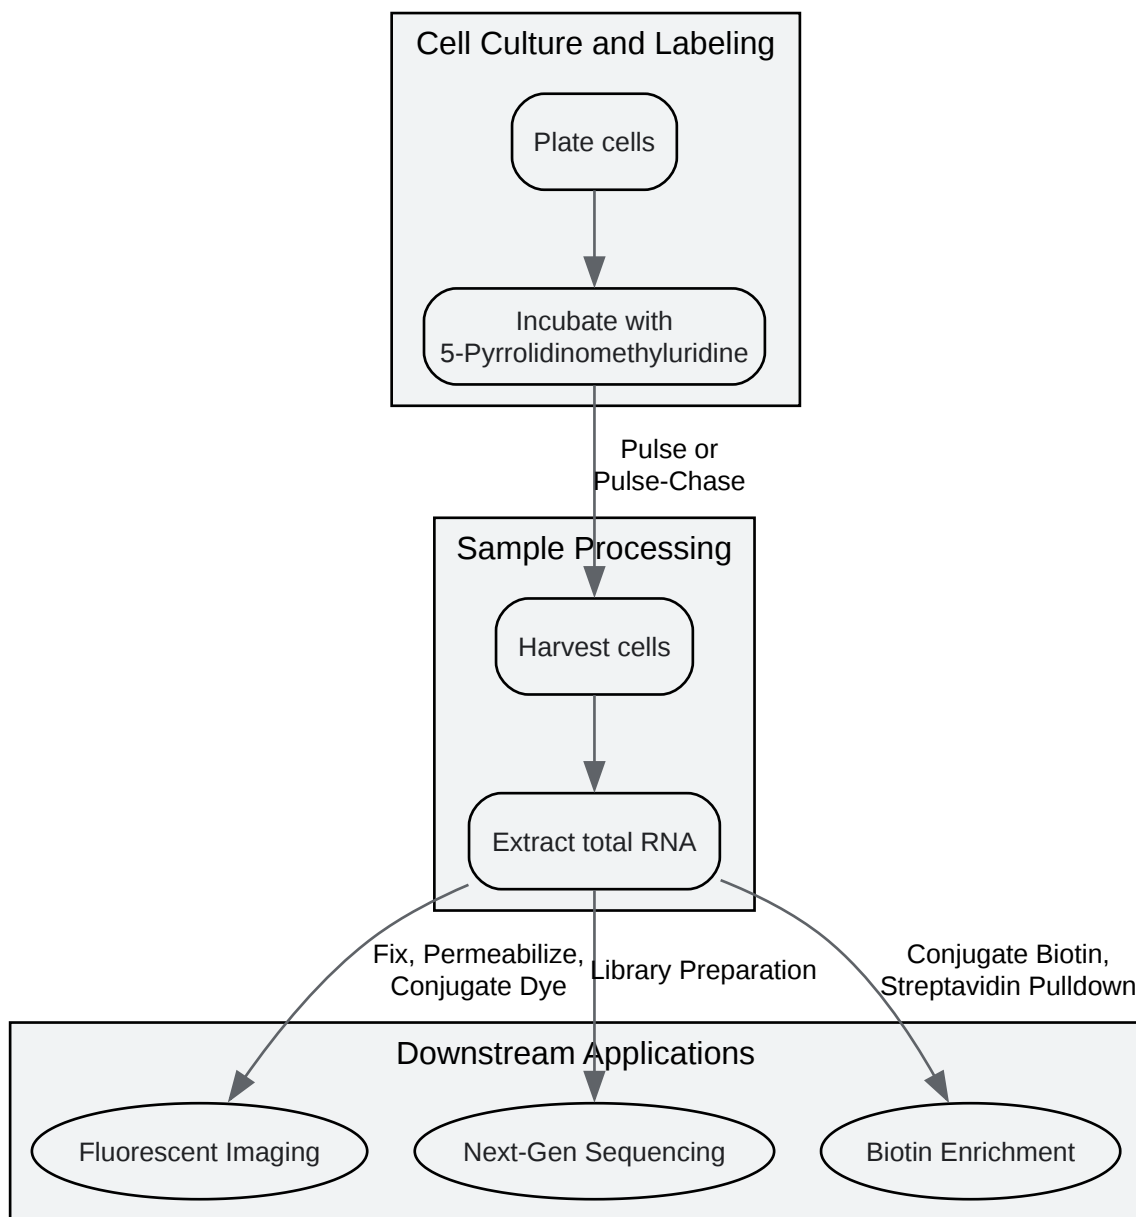 Cell Culture and Labeling
Plate cells
Incubate with
5-Pyrrolidinomethyluridine
Pulse or
Pulse-Chase
Sample Processing
Harvest cells
Extract total RNA
Fix, Permeabilize,
Conjugate Dye
Library Preparation
Conjugate Biotin,
Streptavidin Pulldown
Downstream Applications
Fluorescent Imaging
Next-Gen Sequencing
Biotin Enrichment